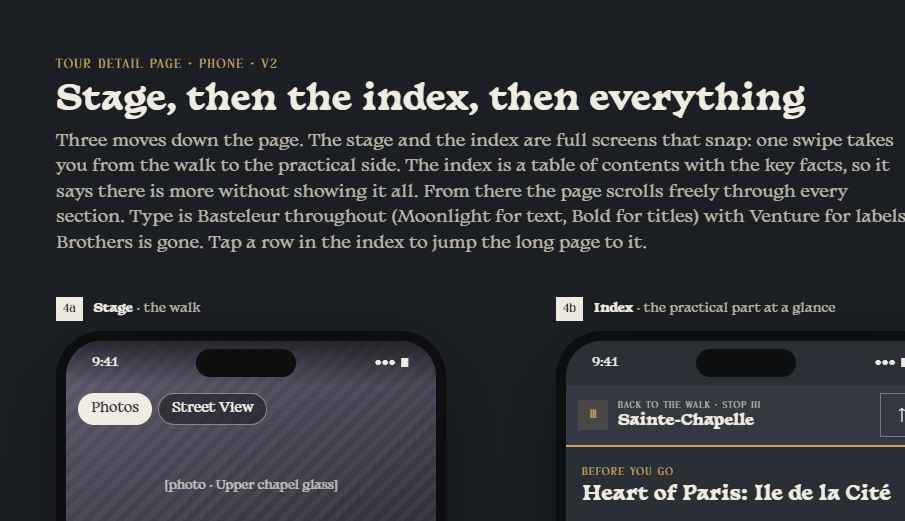 TOUR DETAIL PAGE · PHONE · V2
Stage, then the index, then everything
Three moves down the page. The stage and the index are full screens that snap: one swipe takes
you from the walk to the practical side. The index is a table of contents with the key facts, so it
says there is more without showing it all. From there the page scrolls freely through every
section. Type is Basteleur throughout (Moonlight for text, Bold for titles) with Venture for labels
Brothers is gone. Tap a row in the index to jump the long page to it.
4a Stage · the walk
4b Index · the practical part at a glance
9:41
Photos
Street View
[photo · Upper chapel glass]
9:41
III
BACK TO THE WALK · STOP III
Sainte-Chapelle
↑
BEFORE YOU GO
Heart of Paris: Ile de la Cité